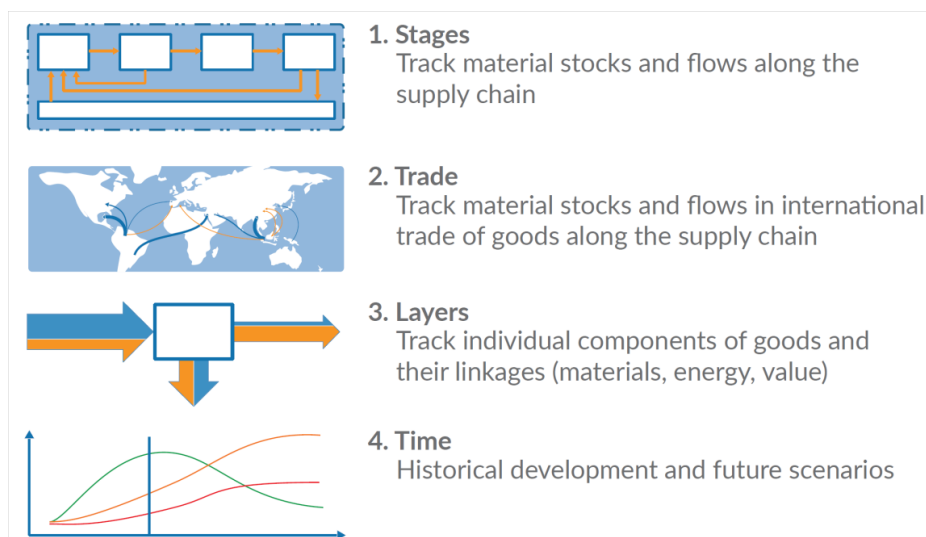 1. Stages
Track material stocks and flows along the
supply chain
2. Trade
Track material stocks and flows in international
trade of goods along the supply chain
3. Layers
Track individual components of goods and
their linkages (materials, energy, value)
4. Time
Historical development and future scenarios